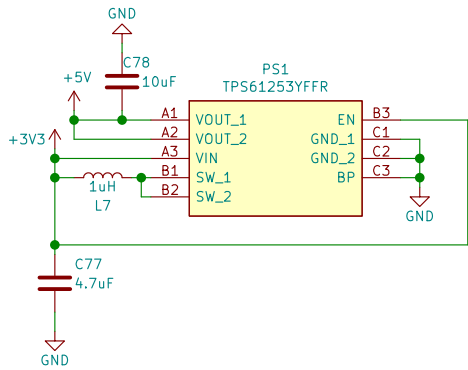 GND
C78
10uF
+5V
+3V3
PS1
TPS61253YFFR
A1
VOUT_1
A2
VOUT_2
A3
VIN
B1
SW_1
B2
SW_2
EN
B3
GND_1
C1
GND_2
C2
BP
C3
GND
1uH
L7
C77
4.7uF
GND